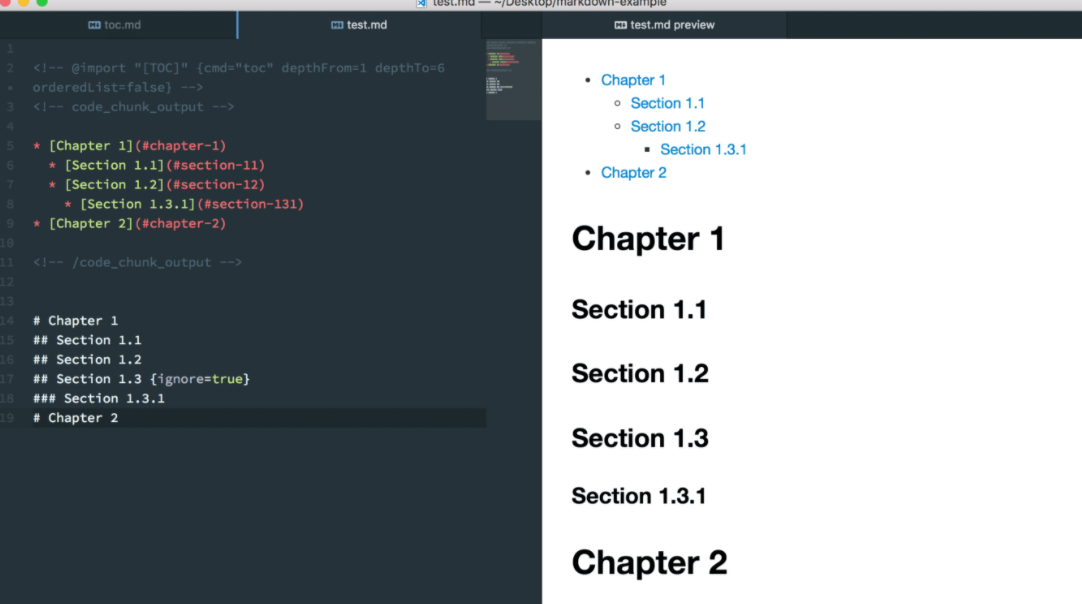 test.md — ~/Desktop/markdown-example
toc.md
test.md
test.md preview
1
2 <!-- @import "[TOC]" {cmd="toc" depthFrom=1 depthTo=6
orderedList=false} -->
3 <!-- code_chunk_output -->
4
5 * [Chapter 1](#chapter-1)
6 * [Section 1.1](#section-11)
7 * [Section 1.2](#section-12)
8 * [Section 1.3.1](#section-131)
9 * [Chapter 2](#chapter-2)
10
11 <!-- /code_chunk_output -->
12
13
14 # Chapter 1
15 ## Section 1.1
16 ## Section 1.2
17 ## Section 1.3 {ignore=true}
18 ### Section 1.3.1
19 # Chapter 2
• Chapter 1
◦ Section 1.1
◦ Section 1.2
▪ Section 1.3.1
• Chapter 2
Chapter 1
Section 1.1
Section 1.2
Section 1.3
Section 1.3.1
Chapter 2